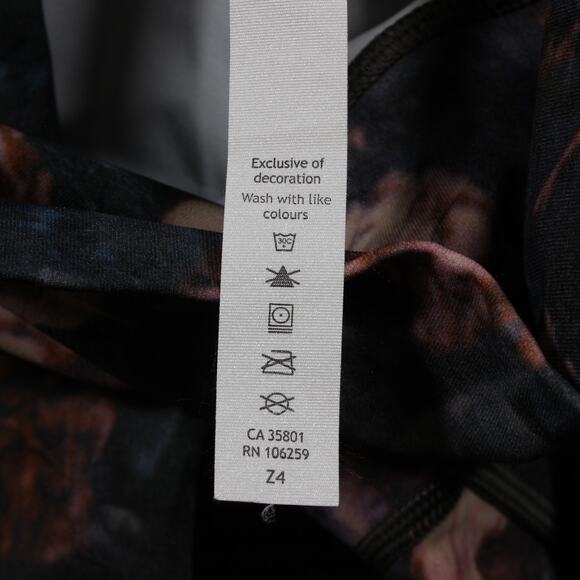 Exclusive of
decoration
Wash with like
colours
30C
CA 35801
RN 106259
Z4